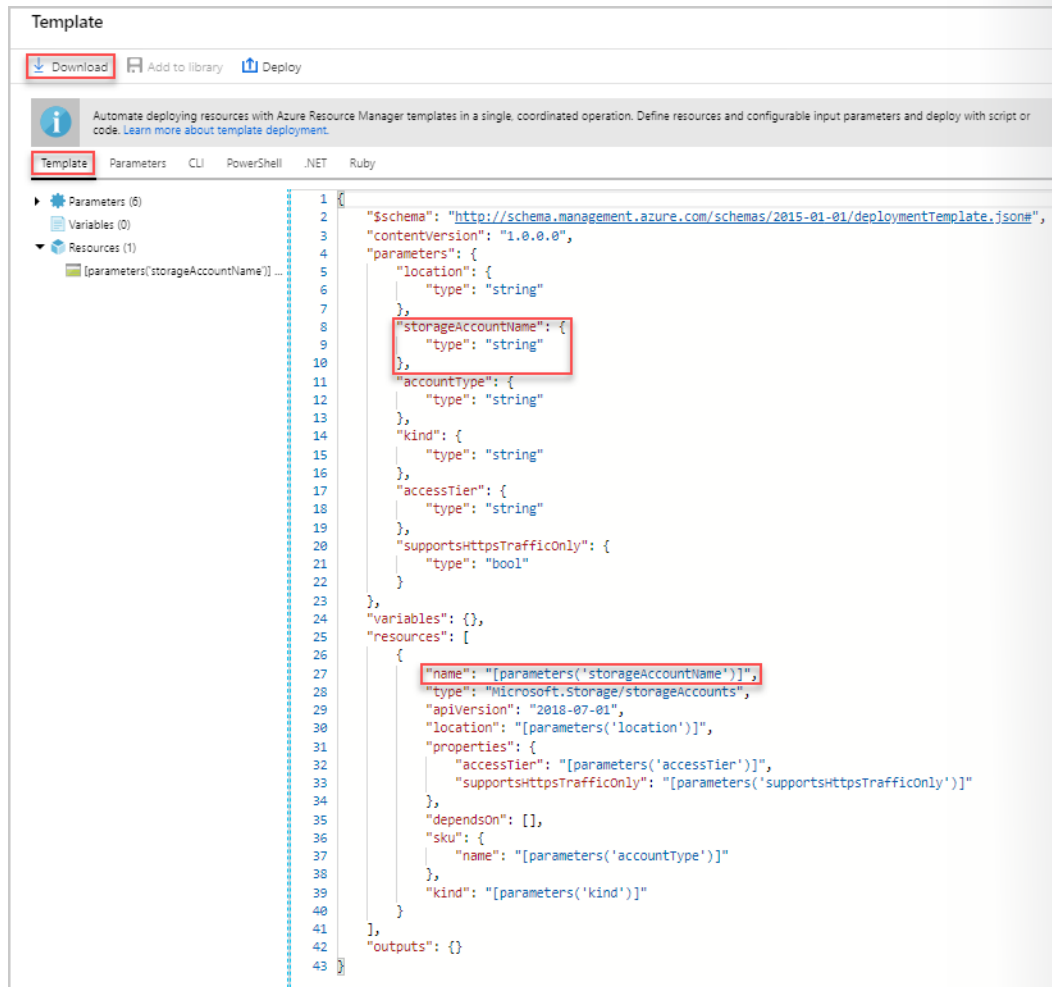 Template
Download Add to library Deploy
Automate deploying resources with Azure Resource Manager templates in a single, coordinated operation. Define resources and configurable input parameters and deploy with script or
code. Learn more about template deployment.
Template Parameters CLI PowerShell .NET Ruby
Parameters (6)
Variables (0)
Resources (1)
[parameters('storageAccountName')] ...
1 {
2 "$schema": "http://schema.management.azure.com/schemas/2015-01-01/deploymentTemplate.json#",
3 "contentVersion": "1.0.0.0",
4 "parameters": {
5 "location": {
6 "type": "string"
7 },
8 "storageAccountName": {
9 "type": "string"
10 },
11 "accountType": {
12 "type": "string"
13 },
14 "kind": {
15 "type": "string"
16 },
17 "accessTier": {
18 "type": "string"
19 },
20 "supportsHttpsTrafficOnly": {
21 "type": "bool"
22 }
23 },
24 "variables": {},
25 "resources": [
26 {
27 "name": "[parameters('storageAccountName')]",
28 "type": "Microsoft.Storage/storageAccounts",
29 "apiVersion": "2018-07-01",
30 "location": "[parameters('location')]",
31 "properties": {
32 "accessTier": "[parameters('accessTier')]",
33 "supportsHttpsTrafficOnly": "[parameters('supportsHttpsTrafficOnly')]"
34 },
35 "dependsOn": [],
36 "sku": {
37 "name": "[parameters('accountType')]"
38 },
39 "kind": "[parameters('kind')]"
40 }
41 ],
42 "outputs": {}
43 }